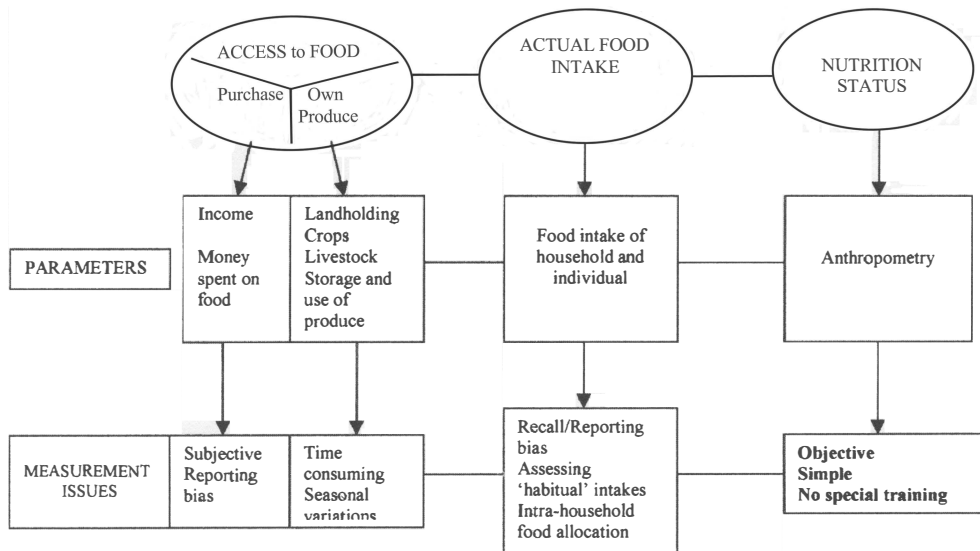 ACCESS to FOOD
Purchase
Own
Produce
ACTUAL FOOD
INTAKE
NUTRITION
STATUS
PARAMETERS
Income
Money
spent on
food
Landholding
Crops
Livestock
Storage and
use of
produce
Food intake of
household and
individual
Anthropometry
MEASUREMENT
ISSUES
Subjective
Reporting
bias
Time
consuming
Seasonal
variations
Recall/Reporting
bias
Assessing
‘habitual’ intakes
Intra-household
food allocation
Objective
Simple
No special training